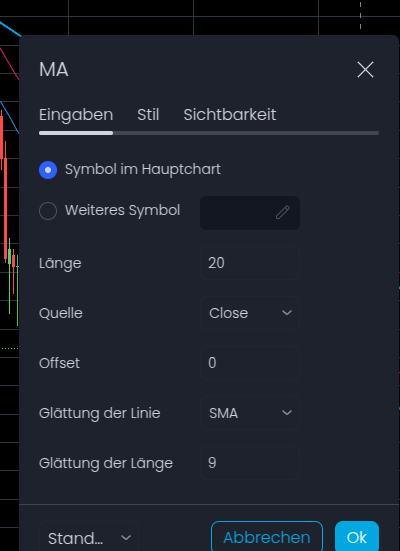 MA
Eingaben Stil Sichtbarkeit
Symbol im Hauptchart
Weiteres Symbol
Länge 20
Quelle Close
Offset 0
Glättung der Linie SMA
Glättung der Länge 9
Stand... Abbrechen Ok